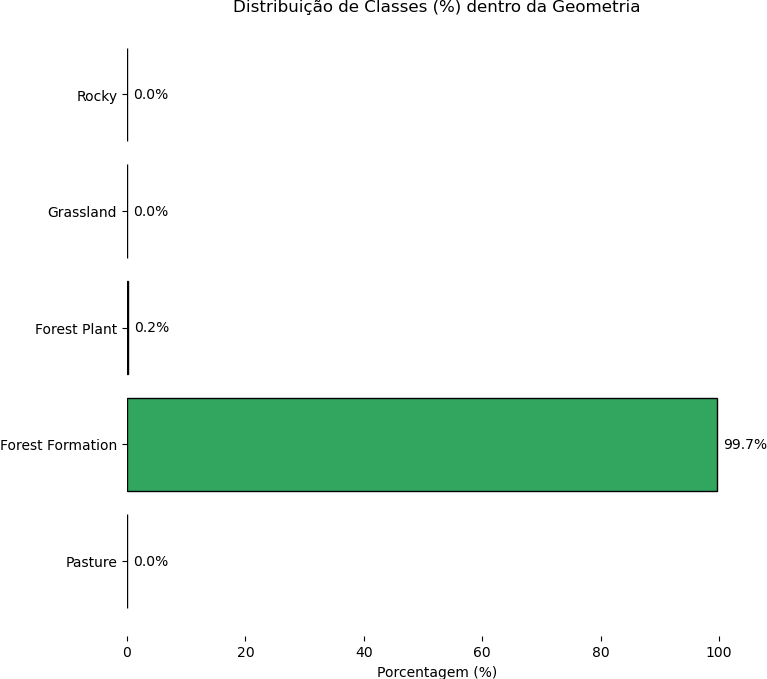 Distribuição de Classes (%) dentro da Geometria
Rocky
0.0%
Grassland
0.0%
Forest Plant
0.2%
Forest Formation
99.7%
Pasture
0.0%
0 20 40 60 80 100
Porcentagem (%)